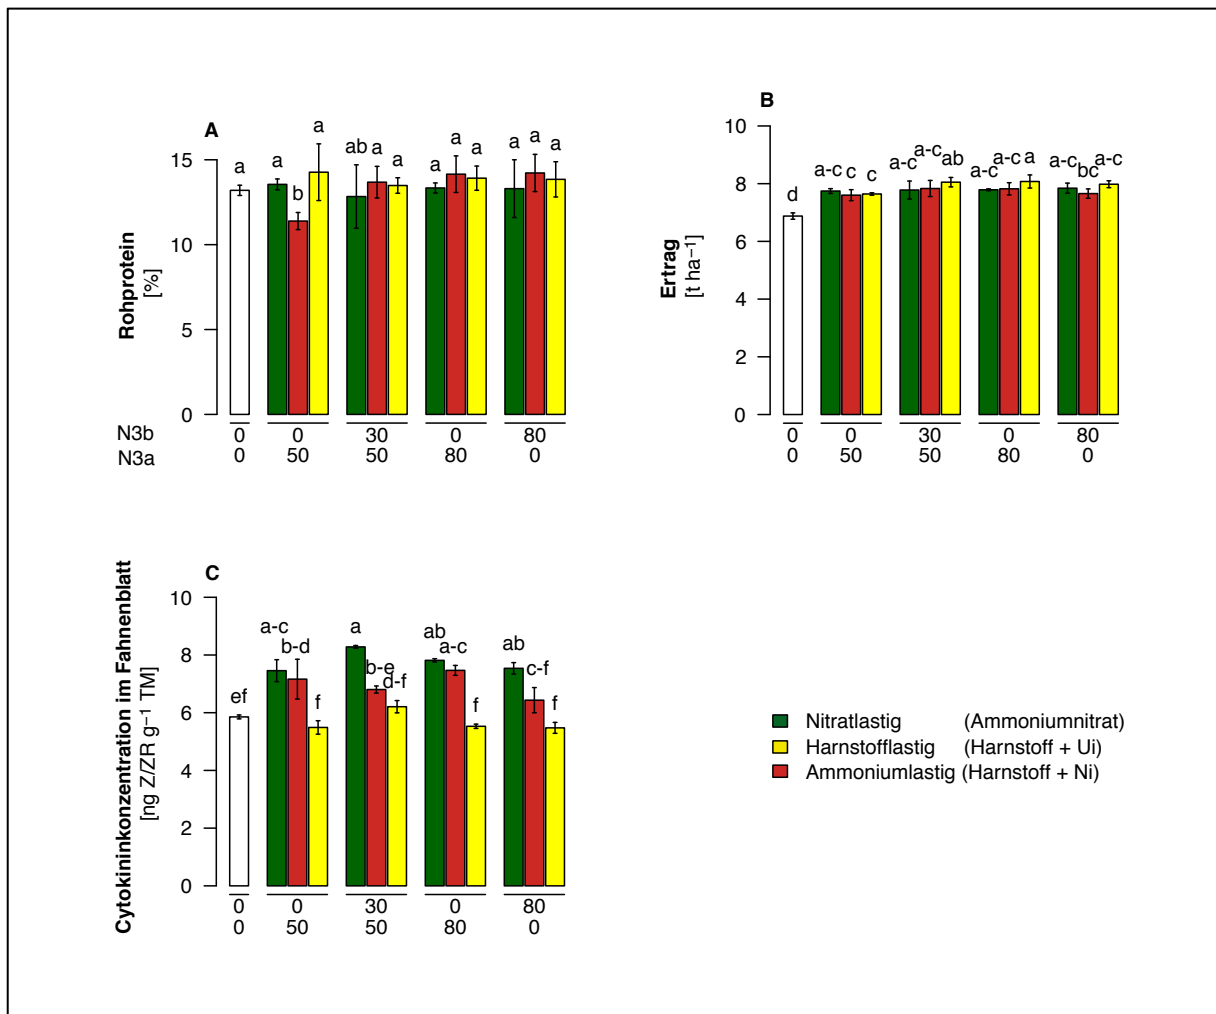 A
a a b a ab a a a a a a a a
15
10
5
0
Rohprotein
[%]
N3b 0 0 30 0 80
N3a 0 50 50 80 0
B
d a-c c c a-c a-c ab a-c a-c a a-c bc a-c
10
8
6
4
2
0
Ertrag
[t ha−1]
0 0 30 0 80
0 50 50 80 0
C
ef a-c b-d f a b-e d-f ab a-c f ab c-f f
10
8
6
4
2
0
Cytokininkonzentration im Fahnenblatt
[ng Z/ZR g−1 TM]
0 0 30 0 80
0 50 50 80 0
Nitratlastig (Ammoniumnitrat)
Harnstofflastig (Harnstoff + Ui)
Ammoniumlastig (Harnstoff + Ni)